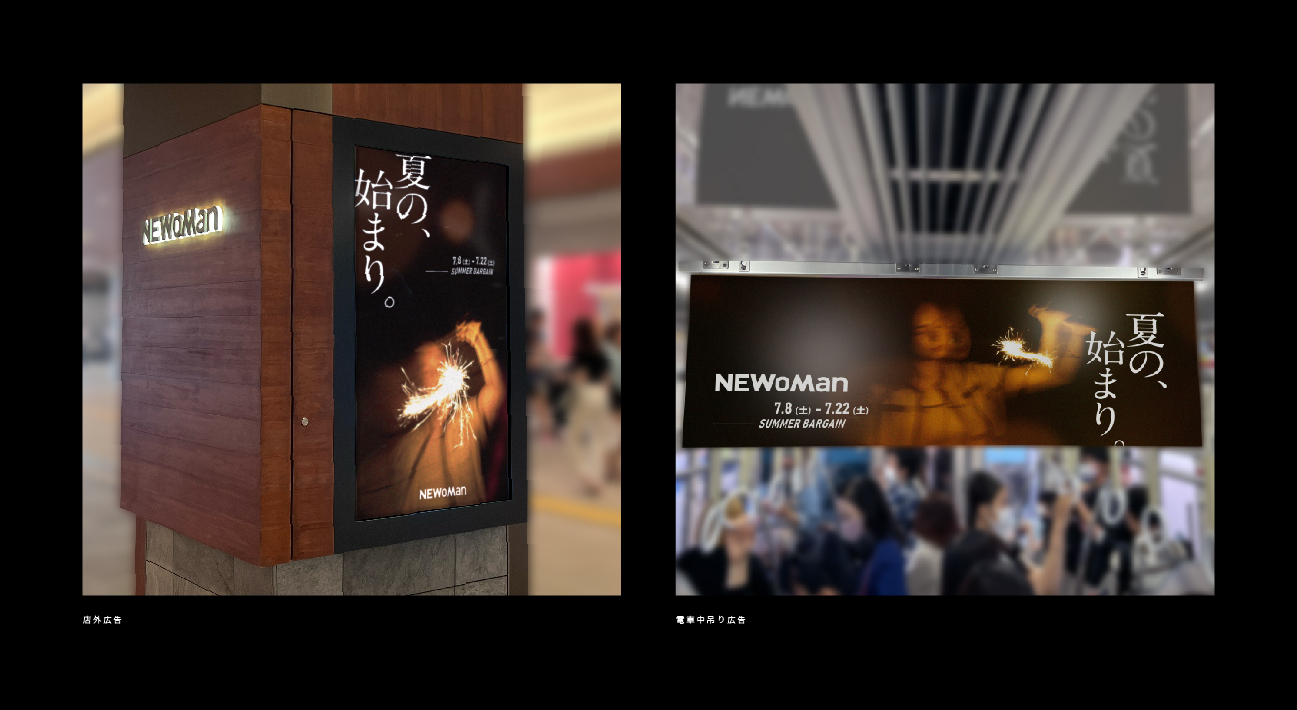 NEWoMan
夏の、
始まり。
7.8 (土) - 7.22 (土)
SUMMER BARGAIN
NEWoMan
店外広告
NEWoMan
夏の、
始まり。
NEWoMan
7.8 (土) - 7.22 (土)
SUMMER BARGAIN
電車中吊り広告